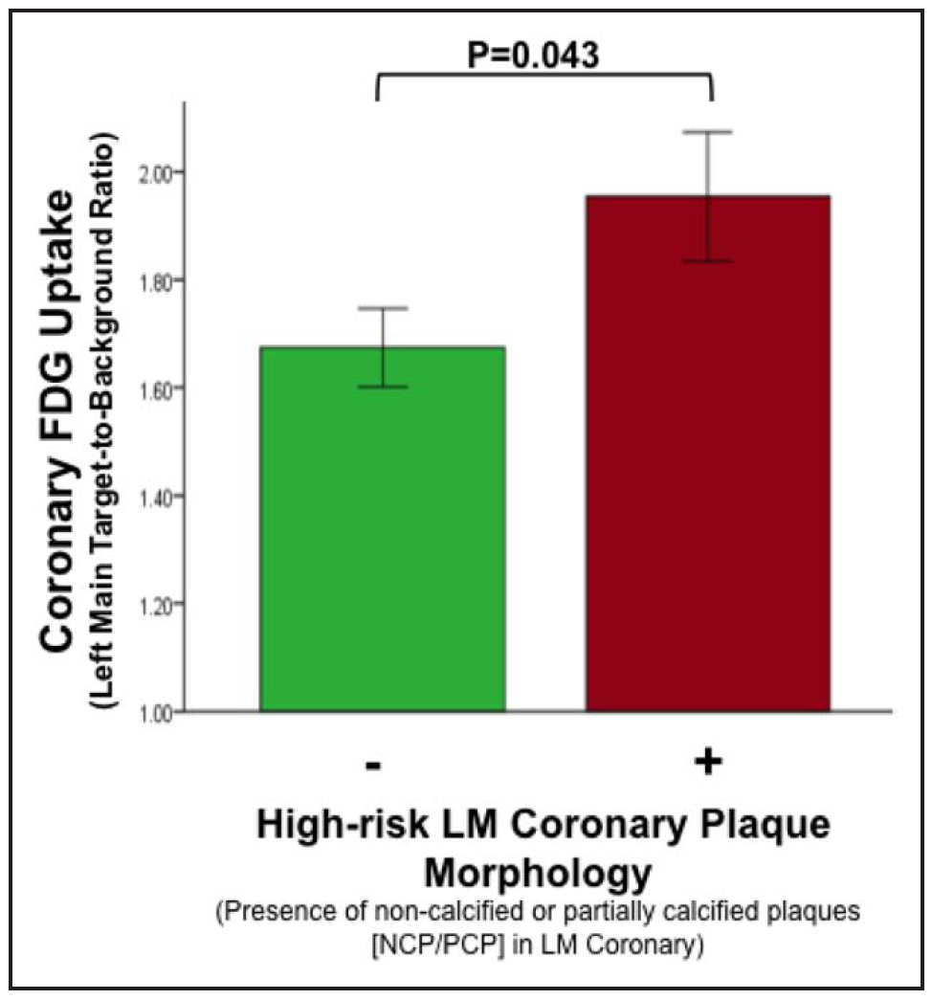 P=0.043
Coronary FDG Uptake
(Left Main Target-to-Background Ratio)
2.00
1.80
1.60
1.40
1.20
1.00
- +
High-risk LM Coronary Plaque
Morphology
(Presence of non-calcified or partially calcified plaques
[NCP/PCP] in LM Coronary)